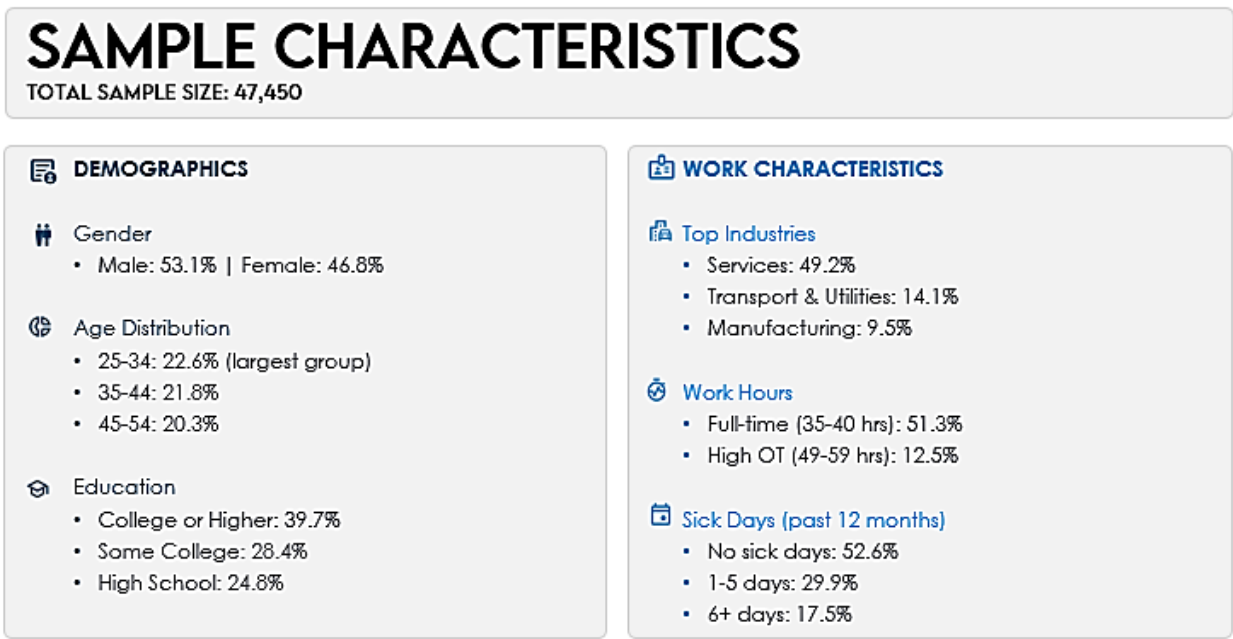 SAMPLE CHARACTERISTICS
TOTAL SAMPLE SIZE: 47,450
DEMOGRAPHICS
Gender
• Male: 53.1% | Female: 46.8%
Age Distribution
• 25-34: 22.6% (largest group)
• 35-44: 21.8%
• 45-54: 20.3%
Education
• College or Higher: 39.7%
• Some College: 28.4%
• High School: 24.8%
WORK CHARACTERISTICS
Top Industries
• Services: 49.2%
• Transport & Utilities: 14.1%
• Manufacturing: 9.5%
Work Hours
• Full-time (35-40 hrs): 51.3%
• High OT (49-59 hrs): 12.5%
Sick Days (past 12 months)
• No sick days: 52.6%
• 1-5 days: 29.9%
• 6+ days: 17.5%